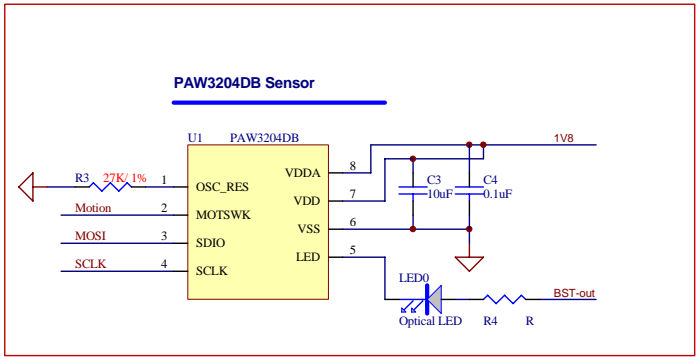 PAW3204DB Sensor
U1 PAW3204DB
1V8
R3 27K/ 1%
1 OSC_RES
VDDA 8
Motion 2 MOTSWK
VDD 7
C3 10uF
C4 0.1uF
MOSI 3 SDIO
VSS 6
SCLK 4 SCLK
LED 5
LED0
BST-out
Optical LED
R4 R